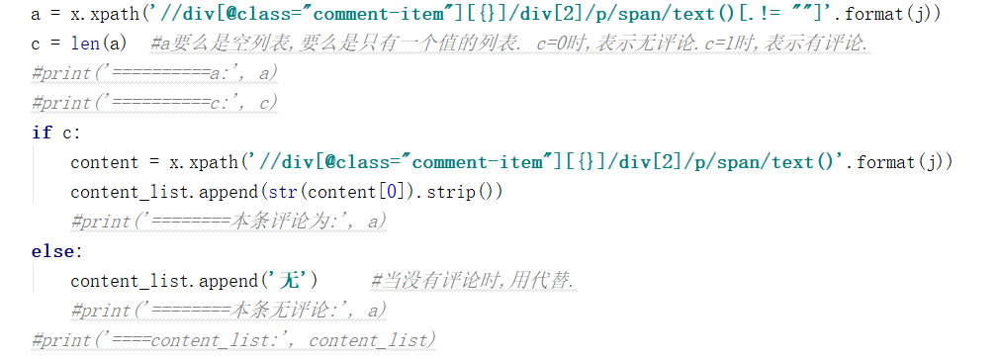 a = x.xpath('//div[@class="comment-item"][{}]/div[2]/p/span/text()[.!= ""]'.format(j))
c = len(a)  #a要么是空列表,要么是只有一个值的列表. c=0时,表示无评论.c=1时,表示有评论.
#print('==========a:', a)
#print('==========c:', c)
if c:
    content = x.xpath('//div[@class="comment-item"][{}]/div[2]/p/span/text()'.format(j))
    content_list.append(str(content[0]).strip())
    #print('========本条评论为:', a)
else:
    content_list.append('无')     #当没有评论时,用代替.
    #print('========本条无评论:', a)
#print('====content_list:', content_list)